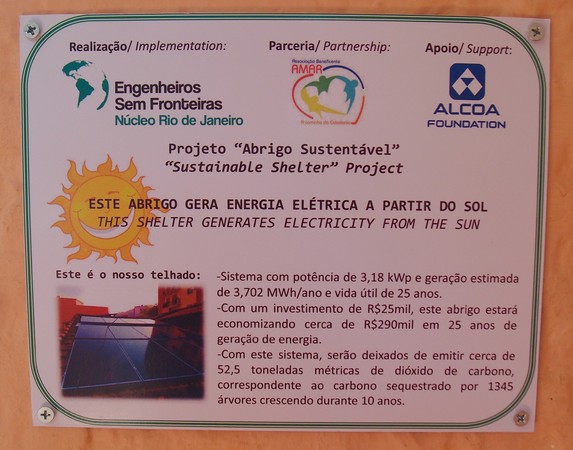 Realização/ Implementation:
Parceria/ Partnership:
Apoio/ Support:
Engenheiros
Sem Fronteiras
Núcleo Rio de Janeiro
Associação Beneficente
AMAR
ALCOA
FOUNDATION
Projeto “Abrigo Sustentável”
“Sustainable Shelter” Project
ESTE ABRIGO GERA ENERGIA ELÉTRICA A PARTIR DO SOL
THIS SHELTER GENERATES ELECTRICITY FROM THE SUN
Este é o nosso telhado:
-Sistema com potência de 3,18 kWp e geração estimada
de 3,702 MWh/ano e vida útil de 25 anos.
-Com um investimento de R$25mil, este abrigo estará
economizando cerca de R$290mil em 25 anos de
geração de energia.
-Com este sistema, serão deixados de emitir cerca de
52,5 toneladas métricas de dióxido de carbono,
correspondente ao carbono sequestrado por 1345
árvores crescendo durante 10 anos.